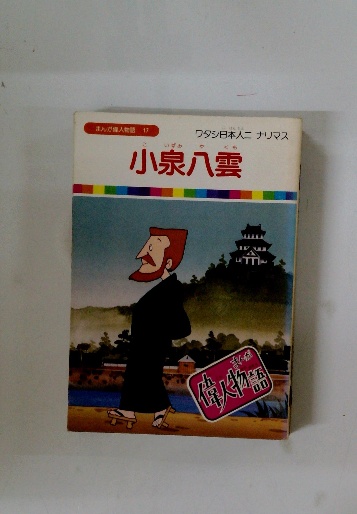 まんが偉人物語 17
ワタシ日本人ニ ナリマス
こ いずみ や くも
小泉八雲
まんが
偉人物語